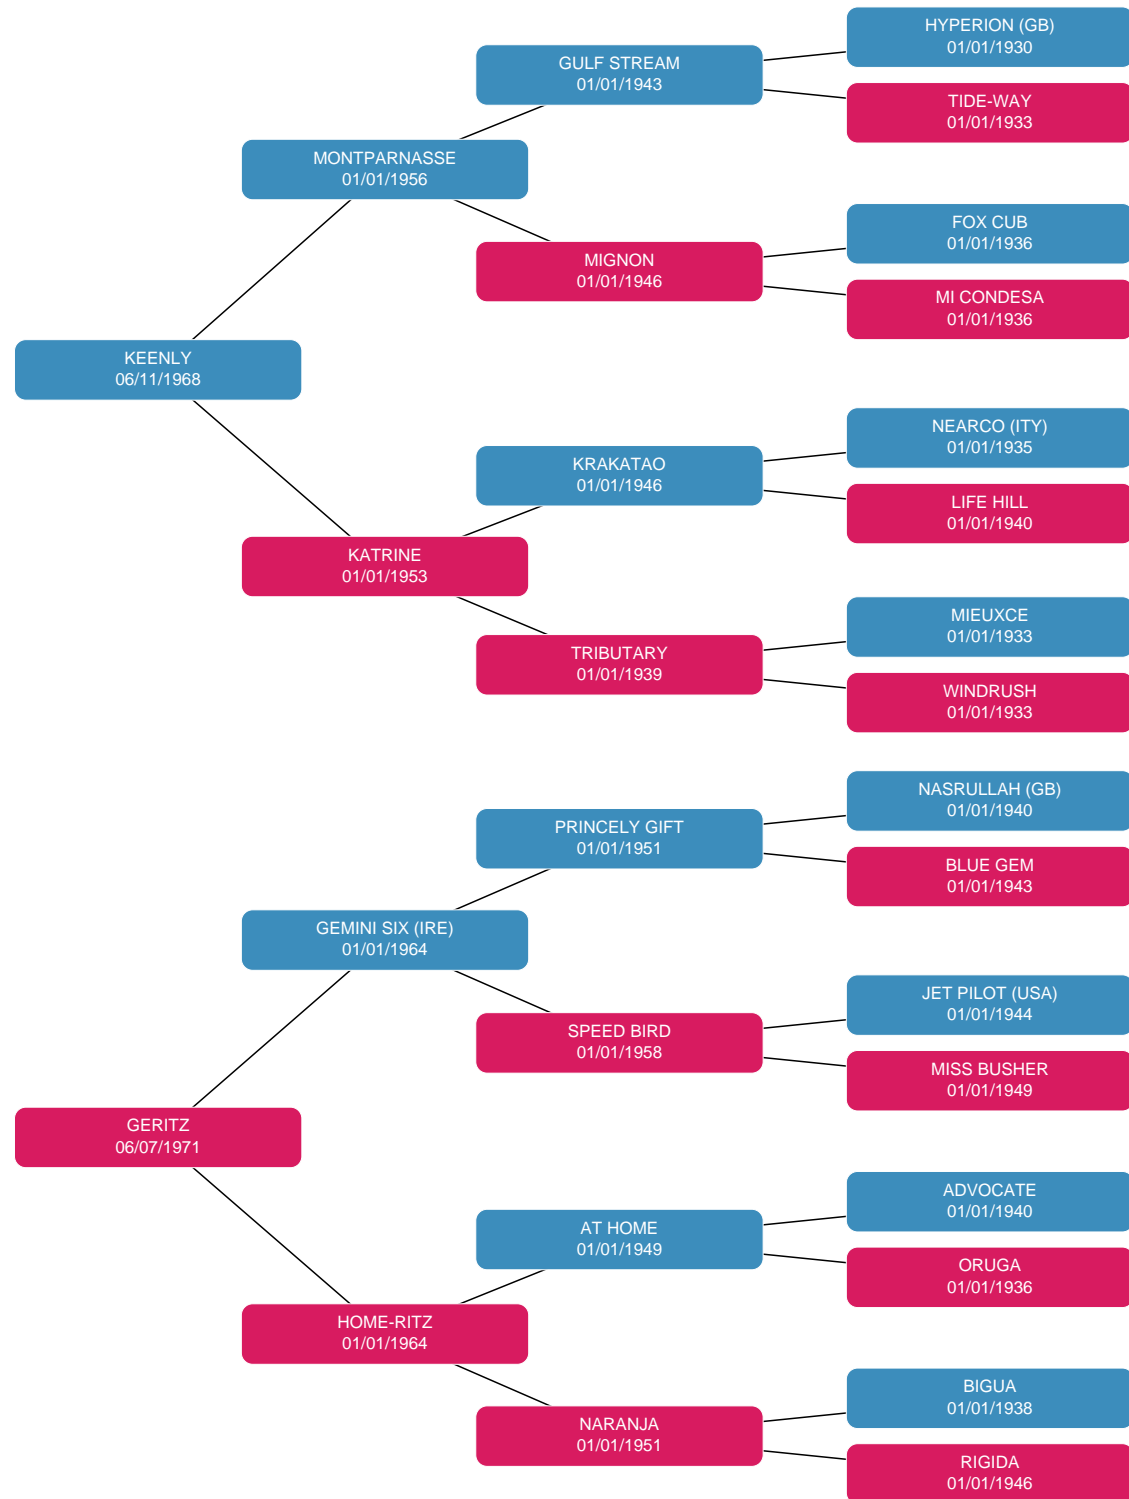 HYPERION (GB)
01/01/1930
GULF STREAM
01/01/1943
TIDE-WAY
01/01/1933
MONTPARNASSE
01/01/1956
FOX CUB
01/01/1936
MIGNON
01/01/1946
MI CONDESA
01/01/1936
KEENLY
06/11/1968
NEARCO (ITY)
01/01/1935
KRAKATAO
01/01/1946
LIFE HILL
01/01/1940
KATRINE
01/01/1953
MIEUXCE
01/01/1933
TRIBUTARY
01/01/1939
WINDRUSH
01/01/1933
NASRULLAH (GB)
01/01/1940
PRINCELY GIFT
01/01/1951
BLUE GEM
01/01/1943
GEMINI SIX (IRE)
01/01/1964
JET PILOT (USA)
01/01/1944
SPEED BIRD
01/01/1958
MISS BUSHER
01/01/1949
GERITZ
06/07/1971
ADVOCATE
01/01/1940
AT HOME
01/01/1949
ORUGA
01/01/1936
HOME-RITZ
01/01/1964
BIGUA
01/01/1938
NARANJA
01/01/1951
RIGIDA
01/01/1946